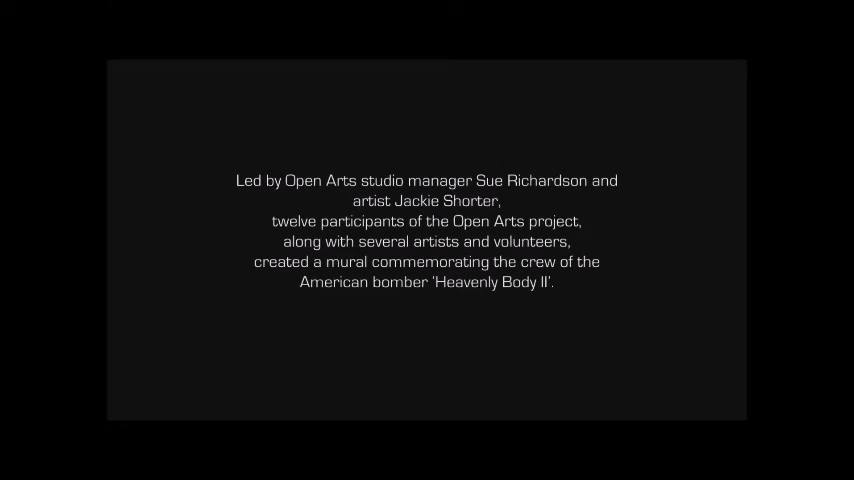 Led by Open Arts studio manager Sue Richardson and
artist Jackie Shorter,
twelve participants of the Open Arts project,
along with several artists and volunteers,
created a mural commemorating the crew of the
American bomber 'Heavenly Body II'.